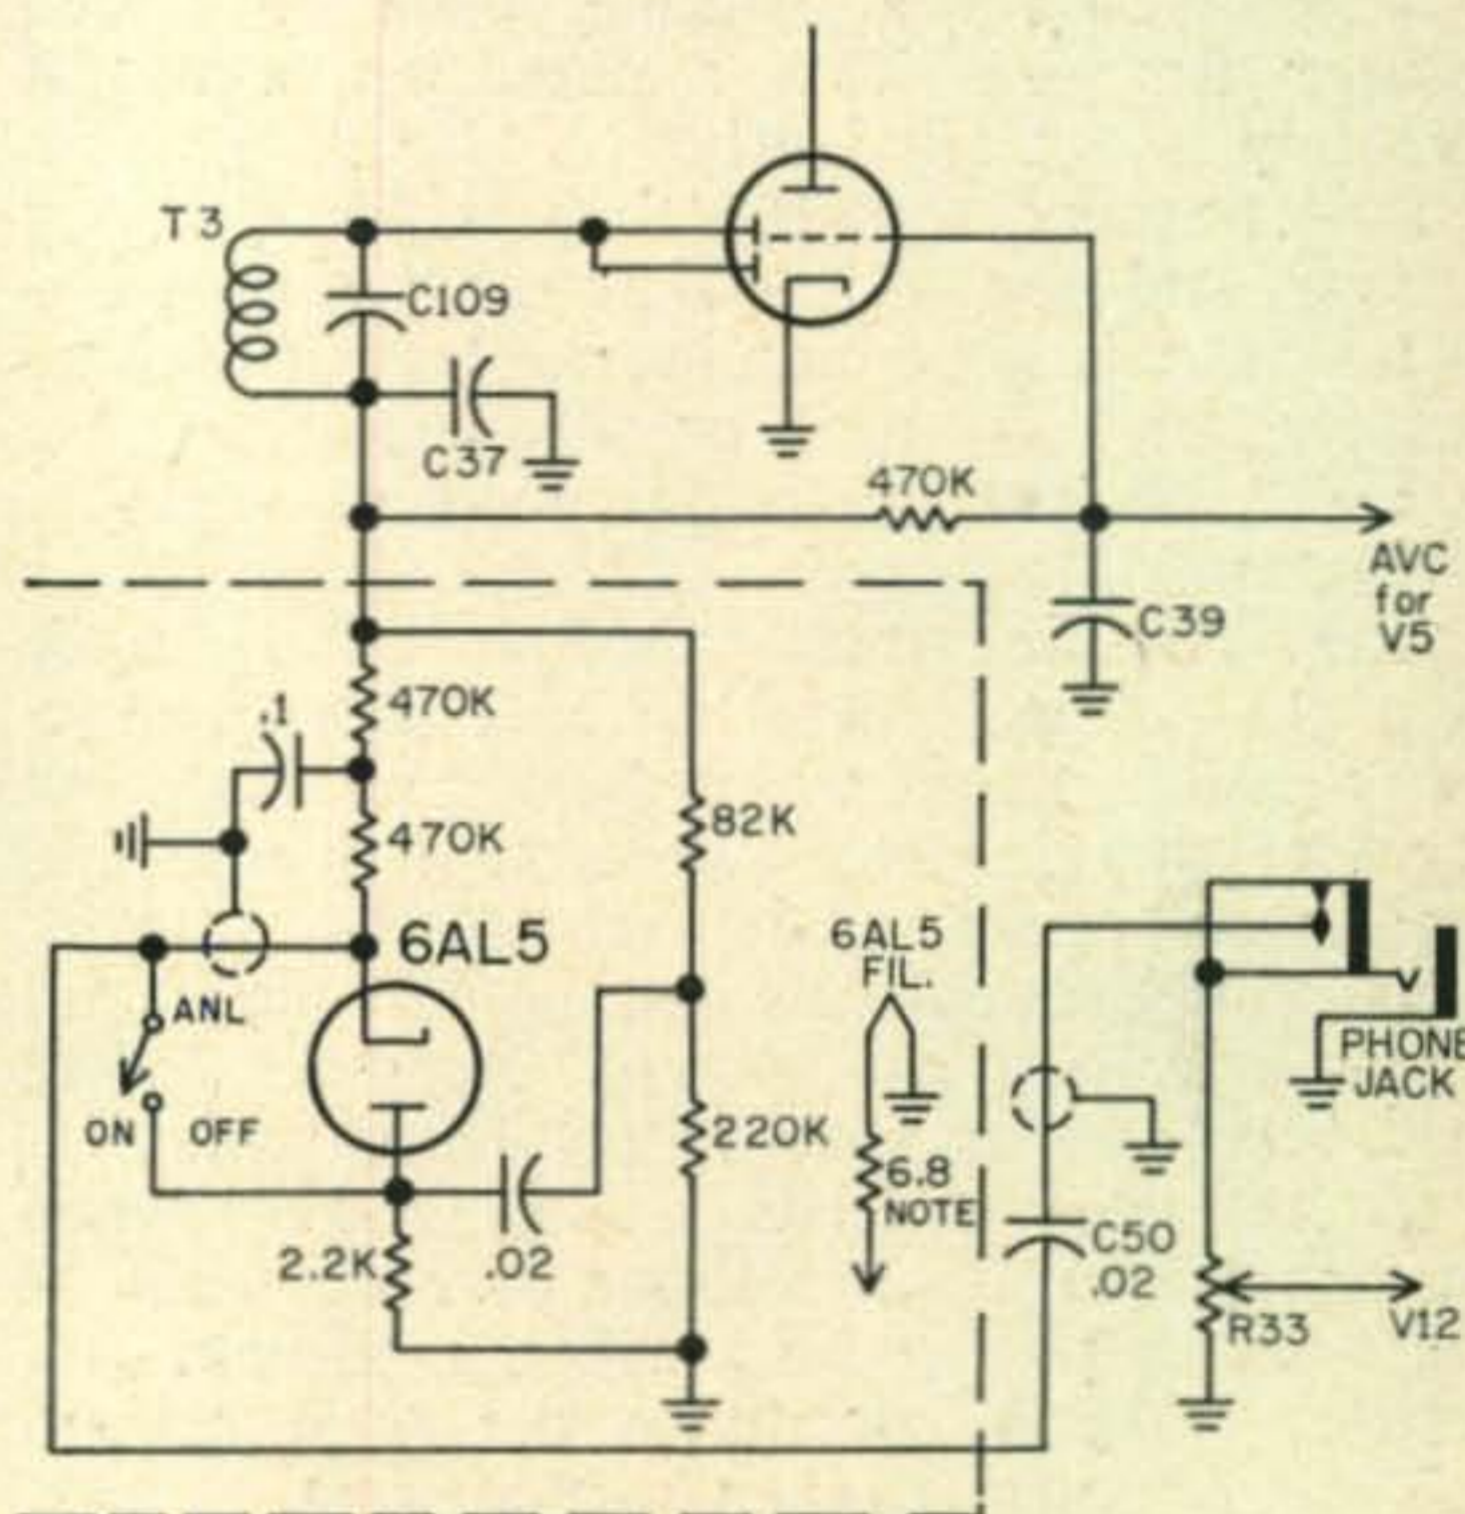 T3
C109
C37
470K
AVC
for
V5
C39
.1
470K
470K
82K
6AL5
6AL5
FIL.
ANL
ON OFF
PHONE
JACK
220K
6.8
NOTE
2.2K
.02
C50
.02
R33
V12